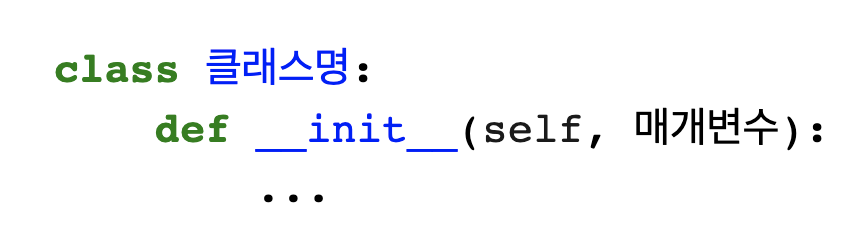 class 클래스명:
    def __init__(self, 매개변수):
        ...